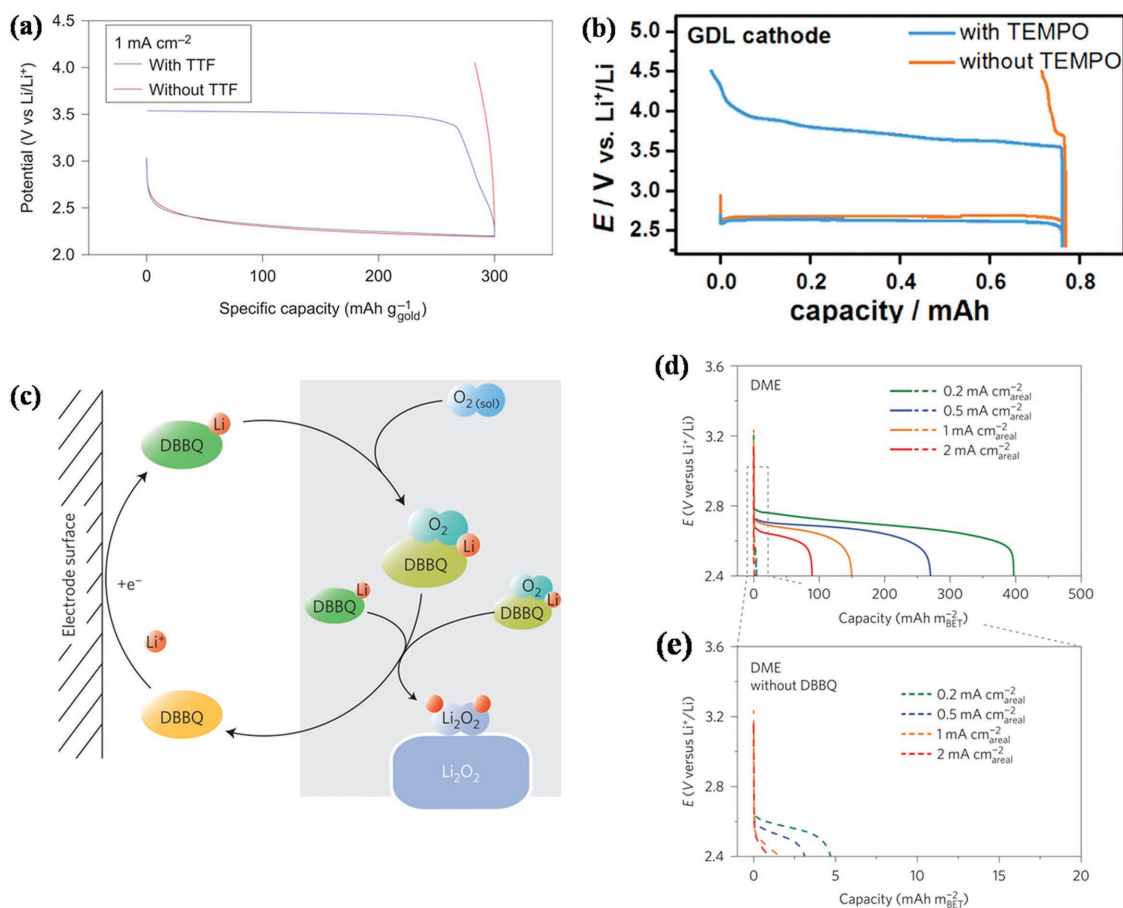 (a)
1 mA cm⁻²
With TTF
Without TTF
Potential (V vs Li/Li⁺)
4.5
4.0
3.5
3.0
2.5
2.0
0
100
200
300
Specific capacity (mAh g⁻¹gold)
(b)
GDL cathode
with TEMPO
without TEMPO
E / V vs. Li⁺/Li
5.0
4.5
4.0
3.5
3.0
2.5
0.0
0.2
0.4
0.6
0.8
capacity / mAh
(c)
Electrode surface
+e⁻
Li⁺
DBBQ
Li
DBBQ
O₂ (sol)
O₂
Li
DBBQ
DBBQ
Li
O₂
Li
DBBQ
Li₂O₂
Li₂O₂
(d)
DME
0.2 mA cm⁻²areal
0.5 mA cm⁻²areal
1 mA cm⁻²areal
2 mA cm⁻²areal
E (V versus Li⁺/Li)
3.6
3.2
2.8
2.4
0
100
200
300
400
500
Capacity (mAh m⁻²BET)
(e)
DME
without DBBQ
0.2 mA cm⁻²areal
0.5 mA cm⁻²areal
1 mA cm⁻²areal
2 mA cm⁻²areal
E (V versus Li⁺/Li)
3.6
3.2
2.8
2.4
0
5
10
15
20
Capacity (mAh m⁻²BET)